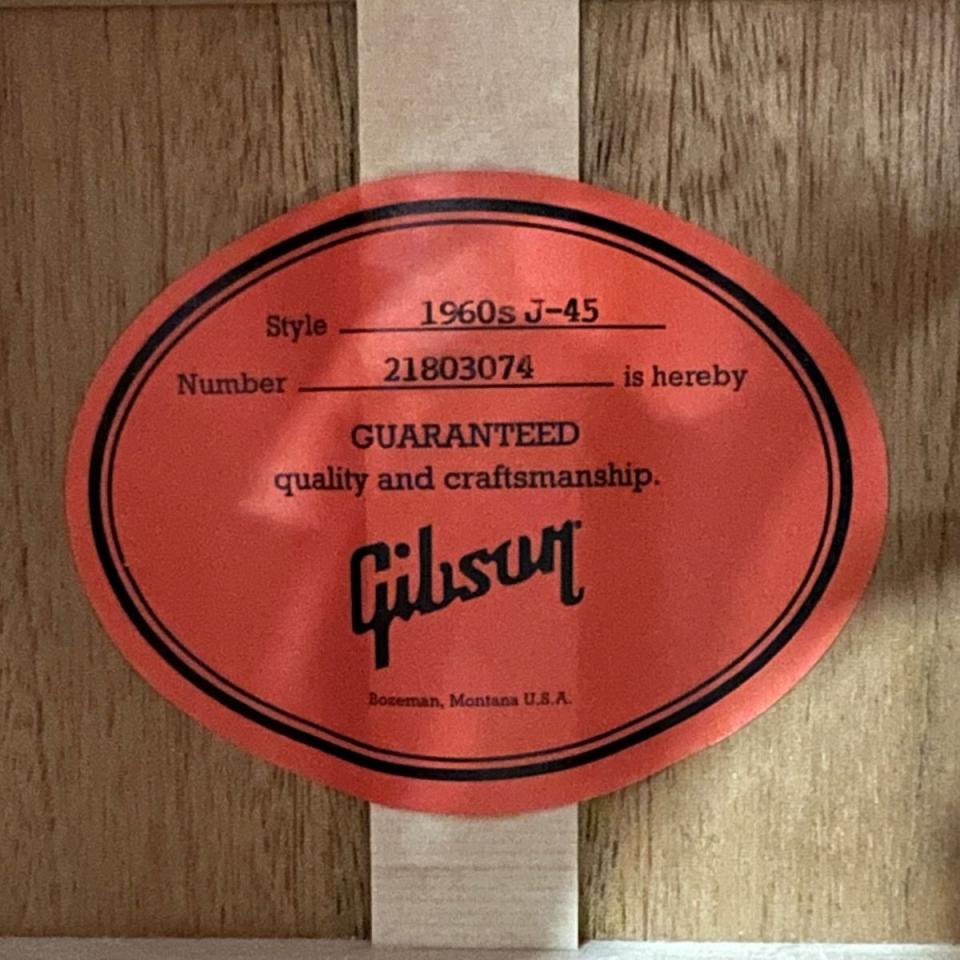 Style 1960s J-45
Number 21803074 is hereby
GUARANTEED
quality and craftsmanship.
Gibson
Bozeman, Montana U.S.A.